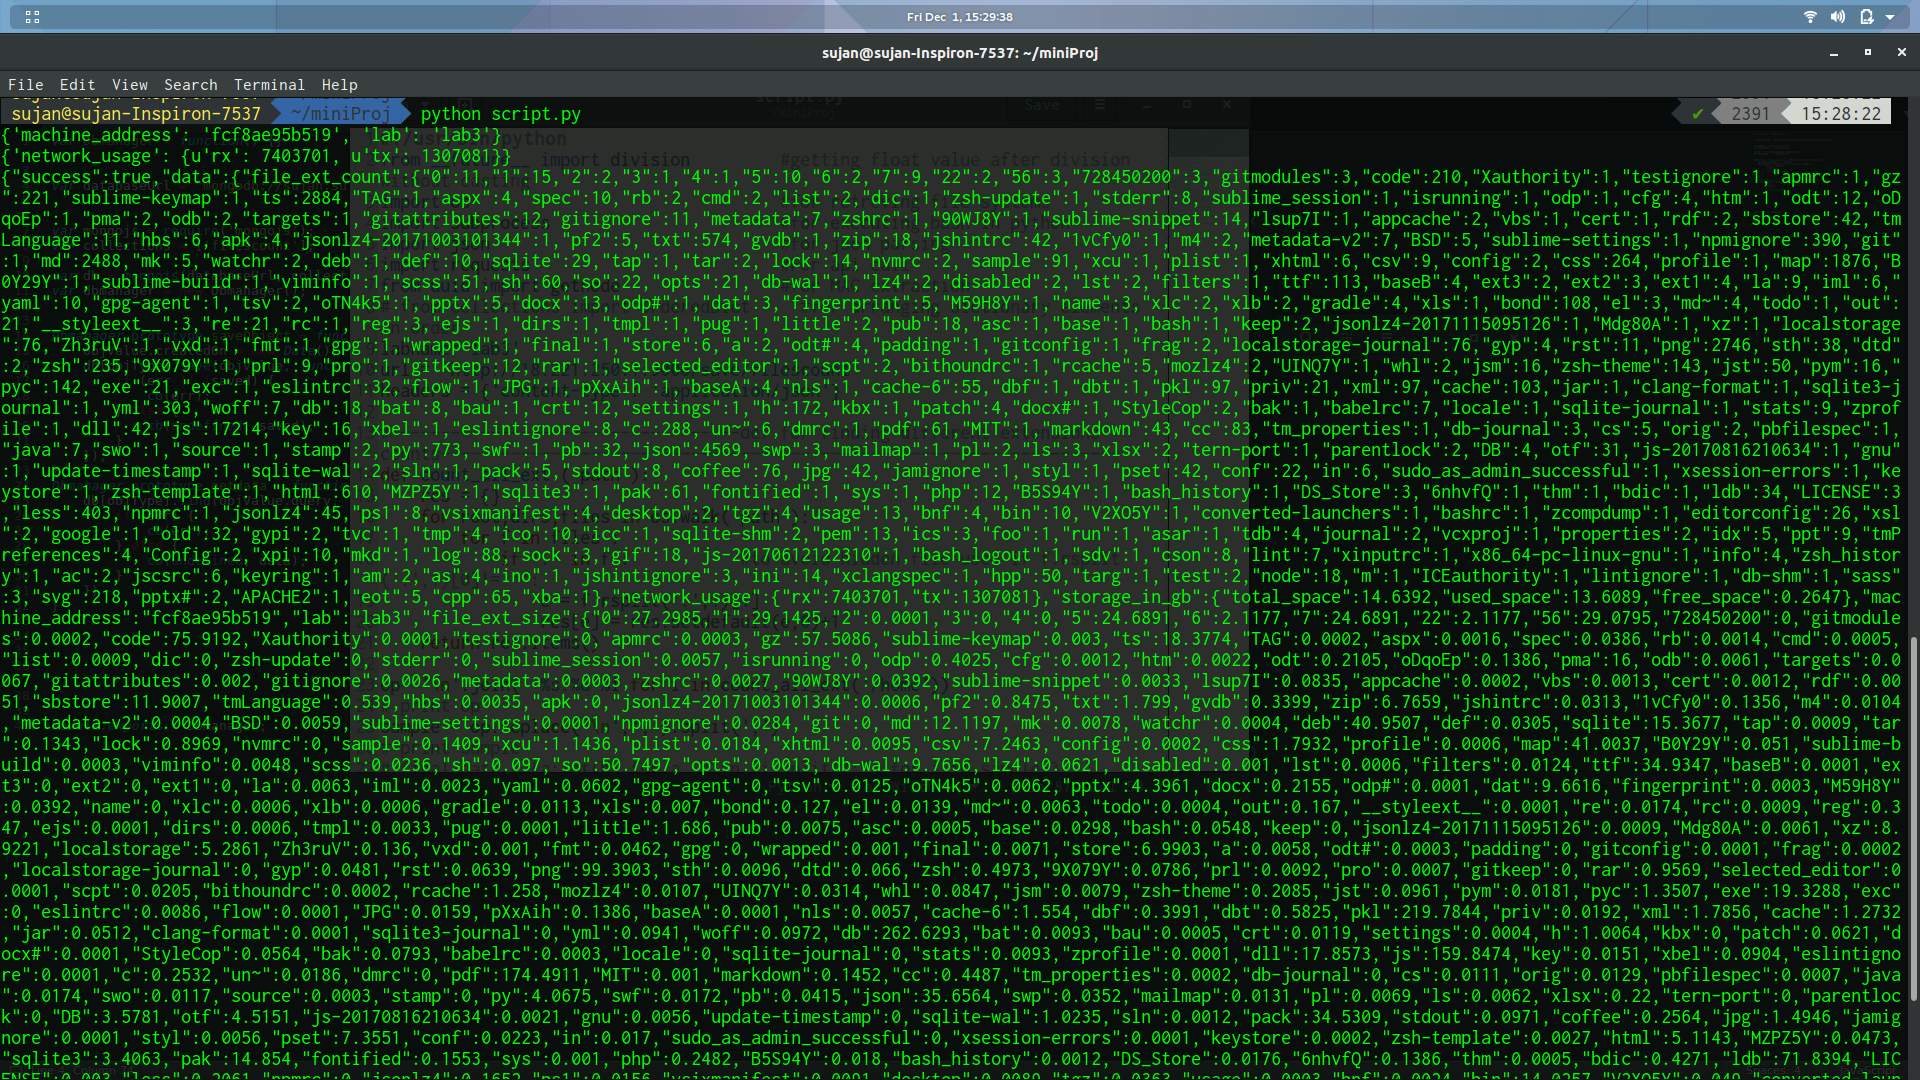 Fri Dec 1, 15:29:38
sujan@sujan-Inspiron-7537: ~/miniProj
File Edit View Search Terminal Help
sujan@sujan-Inspiron-7537 ~/miniProj python script.py ✔ 2391 15:28:22
{'machine_address': 'fcf8ae95b519', 'lab': 'lab3'}
{'network_usage': {u'rx': 7403701, u'tx': 1307081}}
{"success":true,"data":{"file_ext_count":{"0":11,"1":15,"2":2,"3":1,"4":1,"5":10,"6":2,"7":9,"22":2,"56":3,"728450200":3,"gitmodules":3,"code":210,"Xauthority":1,"testignore":1,"apmrc":1,"gz
":221,"sublime-keymap":1,"ts":2884,"TAG":1,"aspx":4,"spec":10,"rb":2,"cmd":2,"list":2,"dic":1,"zsh-update":1,"stderr":8,"sublime_session":1,"isrunning":1,"odp":1,"cfg":4,"htm":1,"odt":12,"oD
qoEp":1,"pma":2,"odb":2,"targets":1,"gitattributes":12,"gitignore":11,"metadata":7,"zshrc":1,"90WJ8Y":1,"sublime-snippet":14,"lsup7I":1,"appcache":2,"vbs":1,"cert":1,"rdf":2,"sbstore":42,"tm
Language":1,"hbs":6,"apk":4,"jsonlz4-20171003101344":1,"pf2":5,"txt":574,"gvdb":1,"zip":18,"jshintrc":42,"1vCfy0":1,"m4":2,"metadata-v2":7,"BSD":5,"sublime-settings":1,"npmignore":390,"git"
:1,"md":2488,"mk":5,"watchr":2,"deb":1,"def":10,"sqlite":29,"tap":1,"tar":2,"lock":14,"nvmrc":2,"sample":91,"xcu":1,"plist":1,"xhtml":6,"csv":9,"config":2,"css":264,"profile":1,"map":1876,"B
0Y29Y":1,"sublime-build":1,"viminfo":1,"scss":51,"sh":60,"so":22,"opts":21,"db-wal":1,"lz4":2,"disabled":2,"lst":2,"filters":1,"ttf":113,"baseB":4,"ext3":2,"ext2":3,"ext1":4,"la":9,"iml":6,"
yaml":10,"gpg-agent":1,"tsv":2,"oTN4k5":1,"pptx":5,"docx":13,"odp#":1,"dat":3,"fingerprint":5,"M59H8Y":1,"name":3,"xlc":2,"xlb":2,"gradle":4,"xls":1,"bond":108,"el":3,"md~":4,"todo":1,"out":
21,"__styleext__":3,"re":21,"rc":1,"reg":3,"ejs":1,"dirs":1,"tmpl":1,"pug":1,"little":2,"pub":18,"asc":1,"base":1,"bash":1,"keep":2,"jsonlz4-20171115095126":1,"Mdg80A":1,"xz":1,"localstorage
":76,"Zh3ruV":1,"vxd":1,"fmt":1,"gpg":1,"wrapped":1,"final":1,"store":6,"a":2,"odt#":4,"padding":1,"gitconfig":1,"frag":2,"localstorage-journal":76,"gyp":4,"rst":11,"png":2746,"sth":38,"dtd"
:2,"zsh":235,"9X079Y":1,"prl":9,"pro":1,"gitkeep":12,"rar":1,"selected_editor":1,"scpt":2,"bithoundrc":1,"rcache":5,"mozlz4":2,"UINQ7Y":1,"whl":2,"jsm":16,"zsh-theme":143,"jst":50,"pym":16,"
pyc":142,"exe":21,"exc":1,"eslintrc":32,"flow":1,"JPG":1,"pXxAih":1,"baseA":4,"nls":1,"cache-6":55,"dbf":1,"dbt":1,"pkl":97,"priv":21,"xml":97,"cache":103,"jar":1,"clang-format":1,"sqlite3-j
ournal":1,"yml":303,"woff":7,"db":18,"bat":8,"bau":1,"crt":12,"settings":1,"h":172,"kbx":1,"patch":4,"docx#":1,"StyleCop":2,"bak":1,"babelrc":7,"locale":1,"sqlite-journal":1,"stats":9,"zprof
ile":1,"dll":42,"js":17214,"key":16,"xbel":1,"eslintignore":8,"c":288,"un~":6,"dmrc":1,"pdf":61,"MIT":1,"markdown":43,"cc":83,"tm_properties":1,"db-journal":3,"cs":5,"orig":2,"pbfilespec":1,
"java":7,"swo":1,"source":1,"stamp":2,"py":773,"swf":1,"pb":32,"json":4569,"swp":3,"mailmap":1,"pl":2,"ls":3,"xlsx":2,"tern-port":1,"parentlock":2,"DB":4,"otf":31,"js-20170816210634":1,"gnu"
:1,"update-timestamp":1,"sqlite-wal":2,"sln":1,"pack":5,"stdout":8,"coffee":76,"jpg":42,"jamignore":1,"styl":1,"pset":42,"conf":22,"in":6,"sudo_as_admin_successful":1,"xsession-errors":1,"ke
ystore":1,"zsh-template":1,"html":610,"MZPZ5Y":1,"sqlite3":1,"pak":61,"fontified":1,"sys":1,"php":12,"B5S94Y":1,"bash_history":1,"DS_Store":3,"6nhvfQ":1,"thm":1,"bdic":1,"ldb":34,"LICENSE":3
,"less":403,"npmrc":1,"jsonlz4":45,"ps1":8,"vsixmanifest":4,"desktop":2,"tgz":4,"usage":13,"bnf":4,"bin":10,"V2XO5Y":1,"converted-launchers":1,"bashrc":1,"zcompdump":1,"editorconfig":26,"xsl
":2,"google":1,"old":32,"gypi":2,"tvc":1,"tmp":4,"ico":10,"icc":1,"sqlite-shm":2,"pem":13,"ics":3,"foo":1,"run":1,"asar":1,"tdb":4,"journal":2,"vcxproj":1,"properties":2,"idx":5,"ppt":9,"tmP
references":4,"Config":2,"xpi":10,"mkd":1,"log":88,"sock":3,"gif":18,"js-20170612122310":1,"bash_logout":1,"sdv":1,"cson":8,"lint":7,"xinputrc":1,"x86_64-pc-linux-gnu":1,"info":4,"zsh_histor
y":1,"ac":2,"jscsrc":6,"keyring":1,"am":2,"as":4,"ino":1,"jshintignore":3,"ini":14,"xclangspec":1,"hpp":50,"targ":1,"test":2,"node":18,"m":1,"ICEauthority":1,"lintignore":1,"db-shm":1,"sass"
:3,"svg":218,"pptx#":2,"APACHE2":1,"eot":5,"cpp":65,"xba":1},"network_usage":{"rx":7403701,"tx":1307081},"storage_in_gb":{"total_space":14.6392,"used_space":13.6089,"free_space":0.2647},"mac
hine_address":"fcf8ae95b519","lab":"lab3","file_ext_size":{"0":27.2985,"1":29.1425,"2":0.0001,"3":0,"4":0,"5":24.6891,"6":2.1177,"7":24.6891,"22":2.1177,"56":29.0795,"728450200":0,"gitmodule
s":0.0002,"code":75.9192,"Xauthority":0.0001,"testignore":0,"apmrc":0.0003,"gz":57.5086,"sublime-keymap":0.003,"ts":18.3774,"TAG":0.0002,"aspx":0.0016,"spec":0.0386,"rb":0.0014,"cmd":0.0005,
"list":0.0009,"dic":0,"zsh-update":0,"stderr":0,"sublime_session":0.0057,"isrunning":0,"odp":0.4025,"cfg":0.0012,"htm":0.0022,"odt":0.2105,"oDqoEp":0.1386,"pma":16,"odb":0.0061,"targets":0.0
067,"gitattributes":0.002,"gitignore":0.0026,"metadata":0.0003,"zshrc":0.0027,"90WJ8Y":0.0392,"sublime-snippet":0.0033,"lsup7I":0.0835,"appcache":0.0002,"vbs":0.0013,"cert":0.0012,"rdf":0.00
51,"sbstore":11.9007,"tmLanguage":0.539,"hbs":0.0035,"apk":0,"jsonlz4-20171003101344":0.0006,"pf2":0.8475,"txt":1.799,"gvdb":0.3399,"zip":6.7659,"jshintrc":0.0313,"1vCfy0":0.1356,"m4":0.0104
,"metadata-v2":0.0004,"BSD":0.0059,"sublime-settings":0.0001,"npmignore":0.0284,"git":0,"md":12.1197,"mk":0.0078,"watchr":0.0004,"deb":40.9507,"def":0.0305,"sqlite":15.3677,"tap":0.0009,"tar
":0.1343,"lock":0.8969,"nvmrc":0,"sample":0.1409,"xcu":1.1436,"plist":0.0184,"xhtml":0.0095,"csv":7.2463,"config":0.0002,"css":1.7932,"profile":0.0006,"map":41.0037,"B0Y29Y":0.051,"sublime-b
uild":0.0003,"viminfo":0.0048,"scss":0.0236,"sh":0.097,"so":50.7497,"opts":0.0013,"db-wal":9.7656,"lz4":0.0621,"disabled":0.001,"lst":0.0006,"filters":0.0124,"ttf":34.9347,"baseB":0.0001,"ex
t3":0,"ext2":0,"ext1":0,"la":0.0063,"iml":0.0023,"yaml":0.0602,"gpg-agent":0,"tsv":0.0125,"oTN4k5":0.0062,"pptx":4.3961,"docx":0.2155,"odp#":0.0001,"dat":9.6616,"fingerprint":0.0003,"M59H8Y"
:0.0392,"name":0,"xlc":0.0006,"xlb":0.0006,"gradle":0.0113,"xls":0.007,"bond":0.127,"el":0.0139,"md~":0.0063,"todo":0.0004,"out":0.167,"__styleext__":0.0001,"re":0.0174,"rc":0.0009,"reg":0.3
47,"ejs":0.0001,"dirs":0.0006,"tmpl":0.0033,"pug":0.0001,"little":1.686,"pub":0.0075,"asc":0.0005,"base":0.0298,"bash":0.0548,"keep":0,"jsonlz4-20171115095126":0.0009,"Mdg80A":0.0061,"xz":8.
9221,"localstorage":5.2861,"Zh3ruV":0.136,"vxd":0.001,"fmt":0.0462,"gpg":0,"wrapped":0.001,"final":0.0071,"store":6.9903,"a":0.0058,"odt#":0.0003,"padding":0,"gitconfig":0.0001,"frag":0.0002
,"localstorage-journal":0,"gyp":0.0481,"rst":0.0639,"png":99.3903,"sth":0.0096,"dtd":0.066,"zsh":0.4973,"9X079Y":0.0786,"prl":0.0092,"pro":0.0007,"gitkeep":0,"rar":0.9569,"selected_editor":0
.0001,"scpt":0.0205,"bithoundrc":0.0002,"rcache":1.258,"mozlz4":0.0107,"UINQ7Y":0.0314,"whl":0.0847,"jsm":0.0079,"zsh-theme":0.2085,"jst":0.0961,"pym":0.0181,"pyc":1.3507,"exe":19.3288,"exc"
:0,"eslintrc":0.0086,"flow":0.0001,"JPG":0.0159,"pXxAih":0.1386,"baseA":0.0001,"nls":0.0057,"cache-6":1.554,"dbf":0.3991,"dbt":0.5825,"pkl":219.7844,"priv":0.0192,"xml":1.7856,"cache":1.2732
,"jar":0.0512,"clang-format":0.0001,"sqlite3-journal":0,"yml":0.0941,"woff":0.0972,"db":262.6293,"bat":0.0093,"bau":0.0005,"crt":0.0119,"settings":0.0004,"h":1.0064,"kbx":0,"patch":0.0621,"d
ocx#":0.0001,"StyleCop":0.0564,"bak":0.0793,"babelrc":0.0003,"locale":0,"sqlite-journal":0,"stats":0.0093,"zprofile":0.0001,"dll":17.8573,"js":159.8474,"key":0.0151,"xbel":0.0904,"eslintigno
re":0.0001,"c":0.2532,"un~":0.0186,"dmrc":0,"pdf":174.4911,"MIT":0.001,"markdown":0.1452,"cc":0.4487,"tm_properties":0.0002,"db-journal":0,"cs":0.0111,"orig":0.0129,"pbfilespec":0.0007,"java
":0.0174,"swo":0.0117,"source":0.0003,"stamp":0,"py":4.0675,"swf":0.0172,"pb":0.0415,"json":35.6564,"swp":0.0352,"mailmap":0.0131,"pl":0.0069,"ls":0.0062,"xlsx":0.22,"tern-port":0,"parentloc
k":0,"DB":3.5781,"otf":4.5151,"js-20170816210634":0.0021,"gnu":0.0056,"update-timestamp":0,"sqlite-wal":1.0235,"sln":0.0012,"pack":34.5309,"stdout":0.0971,"coffee":0.2564,"jpg":1.4946,"jamig
nore":0.0001,"styl":0.0056,"pset":7.3551,"conf":0.0223,"in":0.017,"sudo_as_admin_successful":0,"xsession-errors":0.0001,"keystore":0.0002,"zsh-template":0.0027,"html":5.1143,"MZPZ5Y":0.0473,
"sqlite3":3.4063,"pak":14.854,"fontified":0.1553,"sys":0.001,"php":0.2482,"B5S94Y":0.018,"bash_history":0.0012,"DS_Store":0.0176,"6nhvfQ":0.1386,"thm":0.0005,"bdic":0.4271,"ldb":71.8394,"LIC